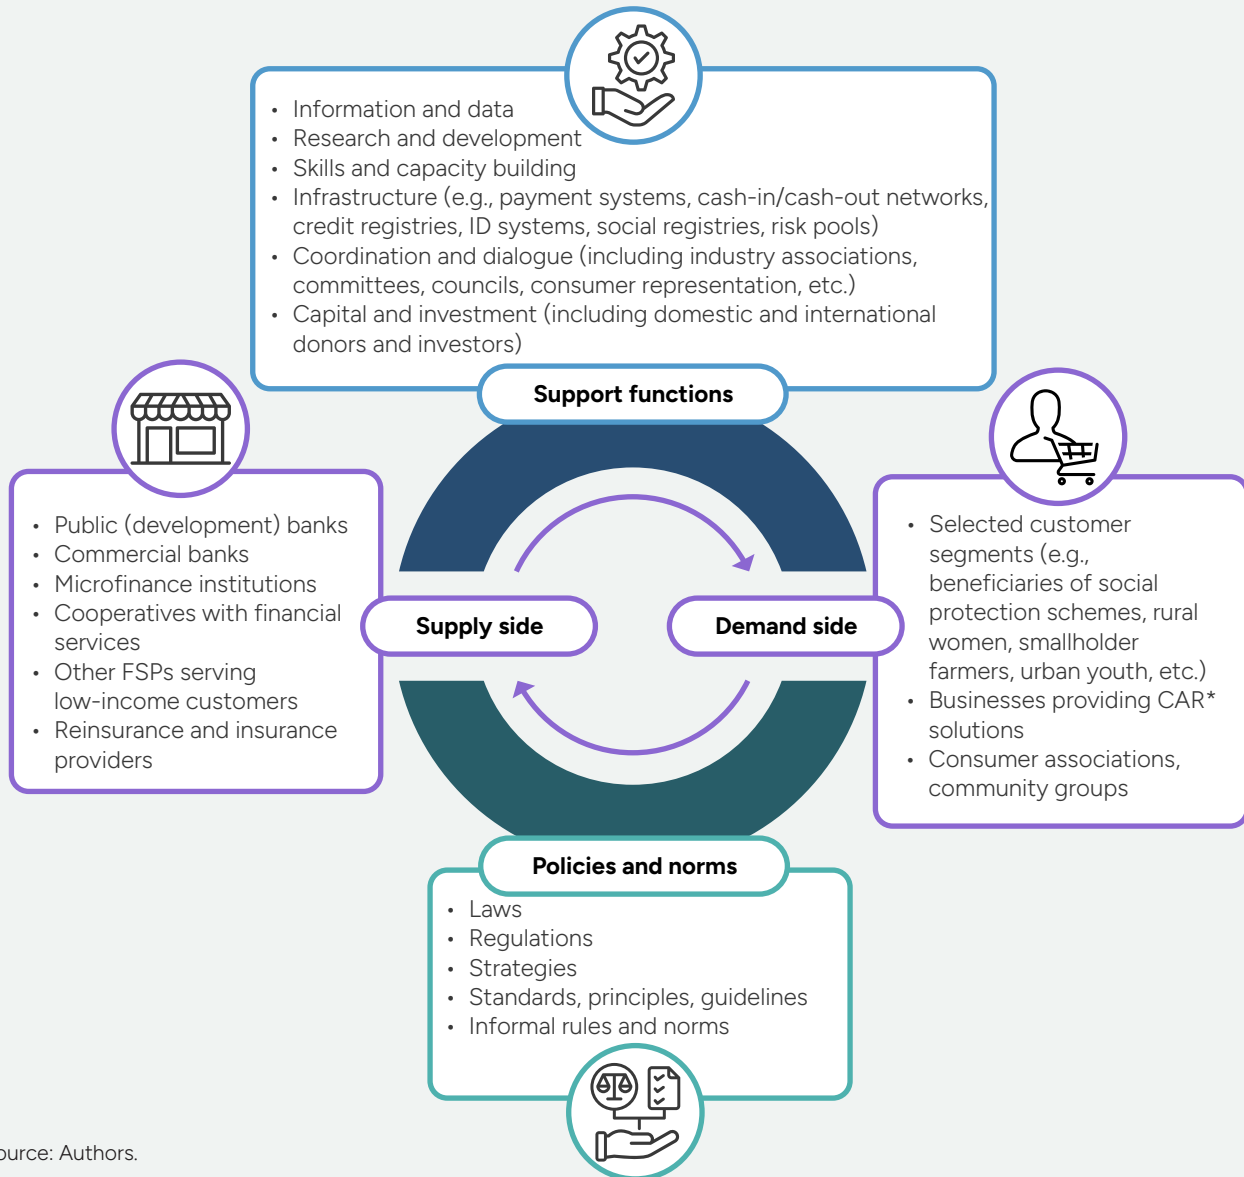 • Information and data
• Research and development
• Skills and capacity building
• Infrastructure (e.g., payment systems, cash-in/cash-out networks,
credit registries, ID systems, social registries, risk pools)
• Coordination and dialogue (including industry associations,
committees, councils, consumer representation, etc.)
• Capital and investment (including domestic and international
donors and investors)
Support functions
• Public (development) banks
• Commercial banks
• Microfinance institutions
• Cooperatives with financial
services
• Other FSPs serving
low-income customers
• Reinsurance and insurance
providers
Supply side
Demand side
• Selected customer
segments (e.g.,
beneficiaries of social
protection schemes, rural
women, smallholder
farmers, urban youth, etc.)
• Businesses providing CAR*
solutions
• Consumer associations,
community groups
Policies and norms
• Laws
• Regulations
• Strategies
• Standards, principles, guidelines
• Informal rules and norms
ource: Authors.